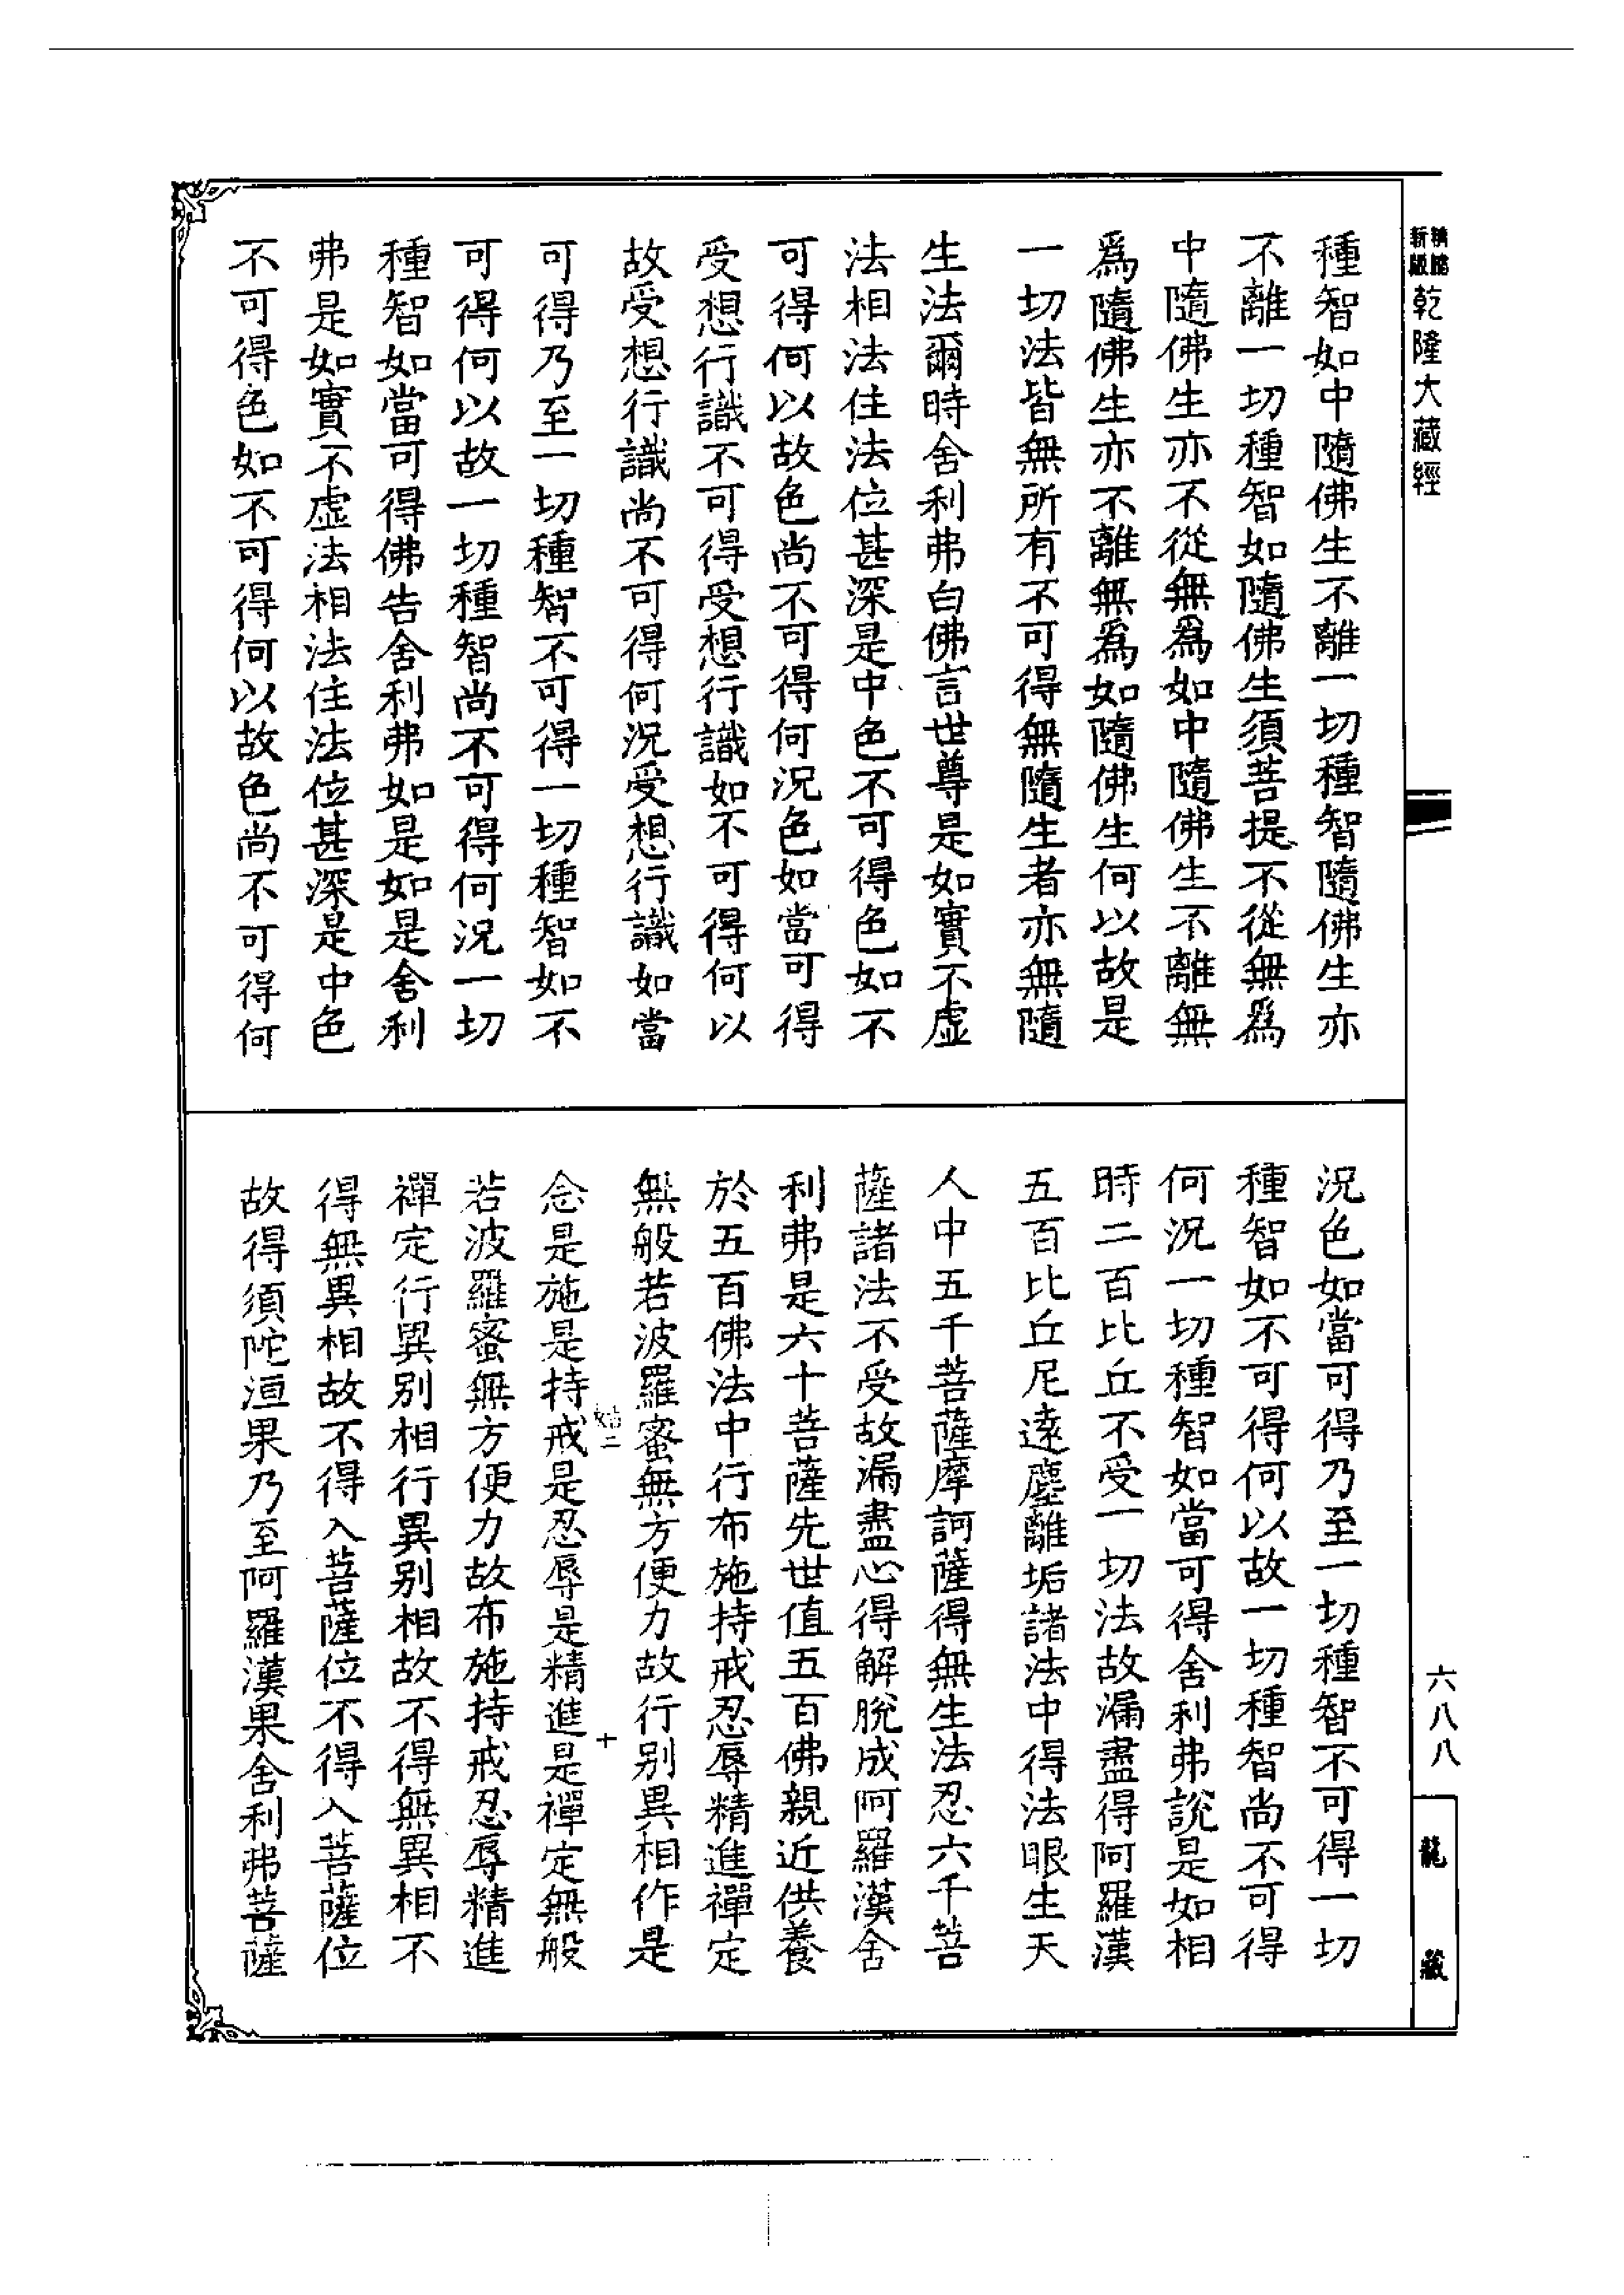 新版
乾隆大藏經
種智如中隨佛生不離一切種智隨佛生亦
不離一切種智如隨佛生須菩提不從無爲
中隨佛生亦不從無爲如中隨佛生不離無
爲隨佛生亦不離無爲如隨佛生何以故是
一切法皆無所有不可得無隨生者亦無隨
生法爾時舍利弗白佛言世尊是如實不虛
法相法住法位甚深是中色不可得色如不
可得何以故色尚不可得何況色如當可得
受想行識不可得受想行識如不可得何以
故受想行識尚不可得何況受想行識如當
可得乃至一切種智不可得一切種智如不
可得何以故一切種智尚不可得何況一切
種智如當可得佛告舍利弗如是如是舍利
弗是如實不虛法相法住法位甚深是中色
不可得色如不可得何以故色尚不可得何
況色如當可得乃至一切種智不可得一切
種智如不可得何以故一切種智尚不可得
何況一切種智如當可得舍利弗說是如相
時二百比丘不受一切法故漏盡得阿羅漢
五百比丘尼遠塵離垢諸法中得法眼生天
人中五千菩薩摩訶薩得無生法忍六千菩
薩諸法不受故漏盡心得解脫成阿羅漢舍
利弗是六十菩薩先世值五百佛親近供養
於五百佛法中行布施持戒忍辱精進禪定
無般若波羅蜜無方便力故行別異相作是
念是施是持戒是忍辱是精進是禪定無般
若波羅蜜無方便力故布施持戒忍辱精進
禪定行異別相行異別相故不得無異相不
得無異相故不得入菩薩位不得入菩薩位
故得須陀洹果乃至阿羅漢果舍利弗菩薩
二
十
六八八
龍藏